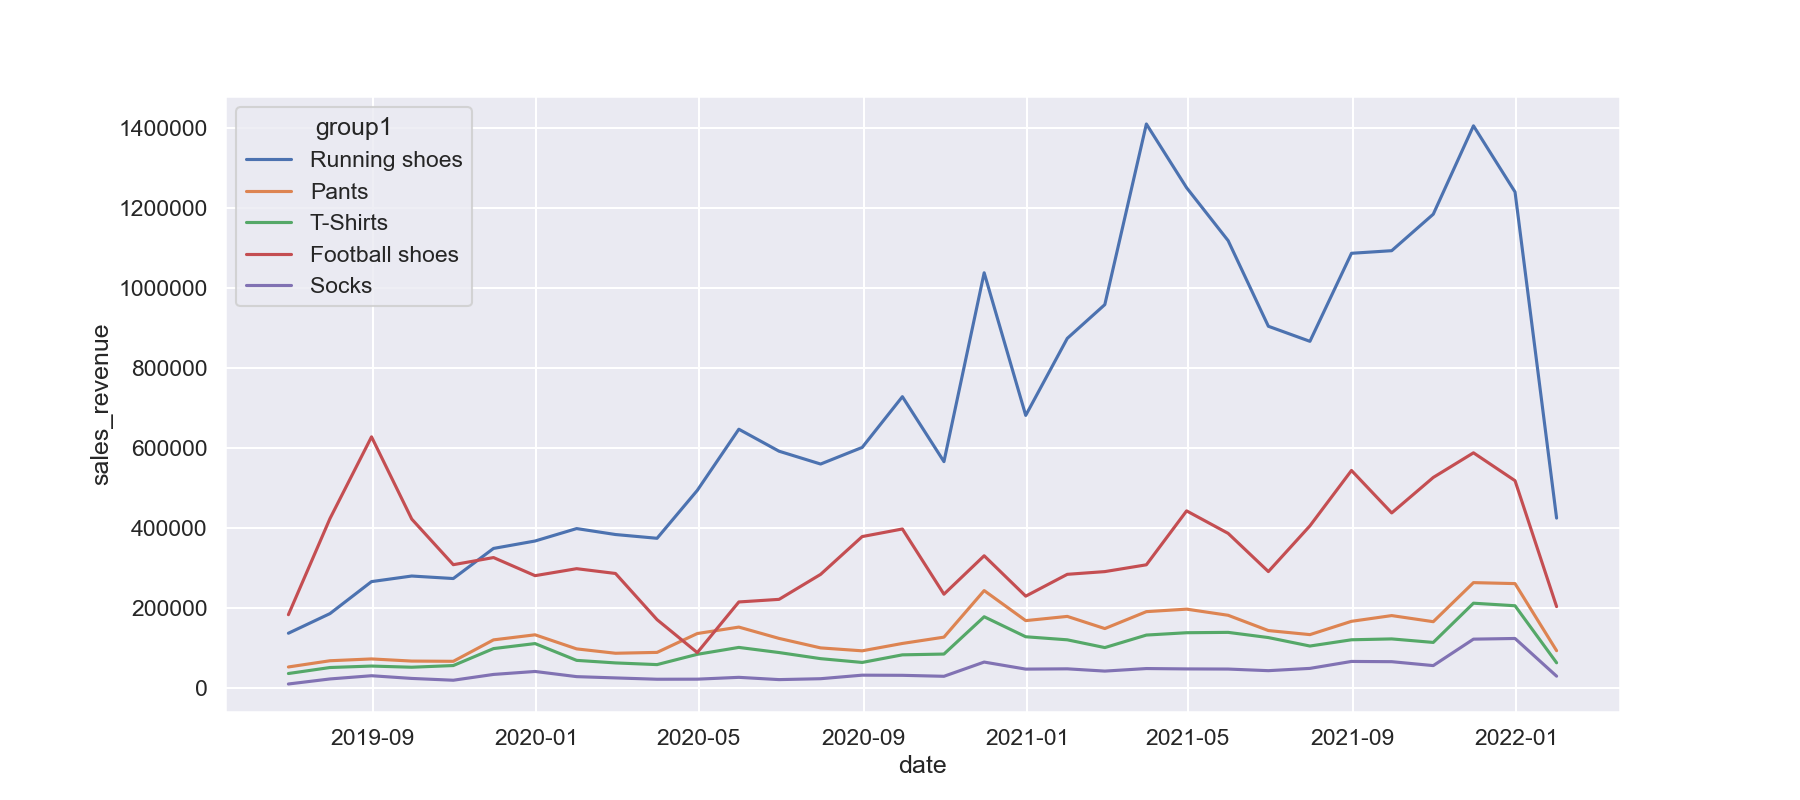 group1
Running shoes
Pants
T-Shirts
Football shoes
Socks
sales_revenue
1400000
1200000
1000000
800000
600000
400000
200000
0
2019-09 2020-01 2020-05 2020-09 2021-01 2021-05 2021-09 2022-01
date